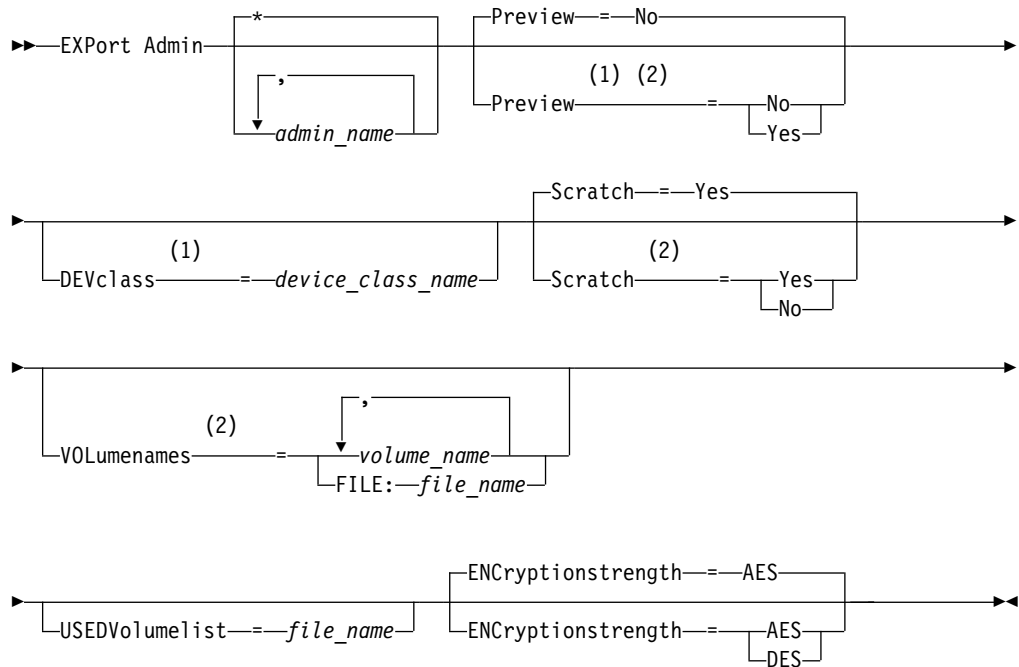 * Preview = No
EXPort Admin
, (1) (2)
Preview = No
admin_name Yes
Scratch = Yes
(1) (2)
DEVclass = device_class_name Scratch = Yes
No
,
(2)
VOLumenames = volume_name
FILE: file_name
ENCryptionstrength = AES
USEDVolumelist = file_name ENCryptionstrength = AES
DES